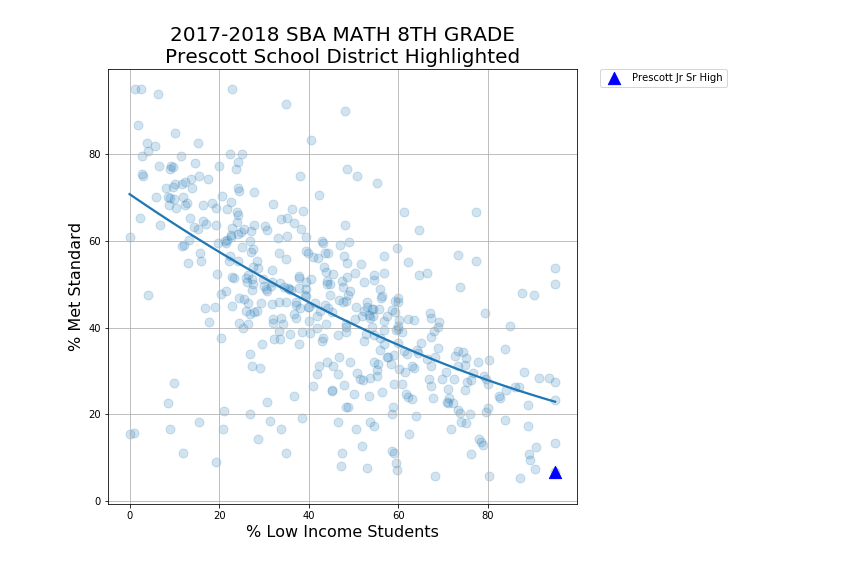 2017-2018 SBA MATH 8TH GRADE
Prescott School District Highlighted
Prescott Jr Sr High
% Met Standard
80
60
40
20
0
0 20 40 60 80
% Low Income Students